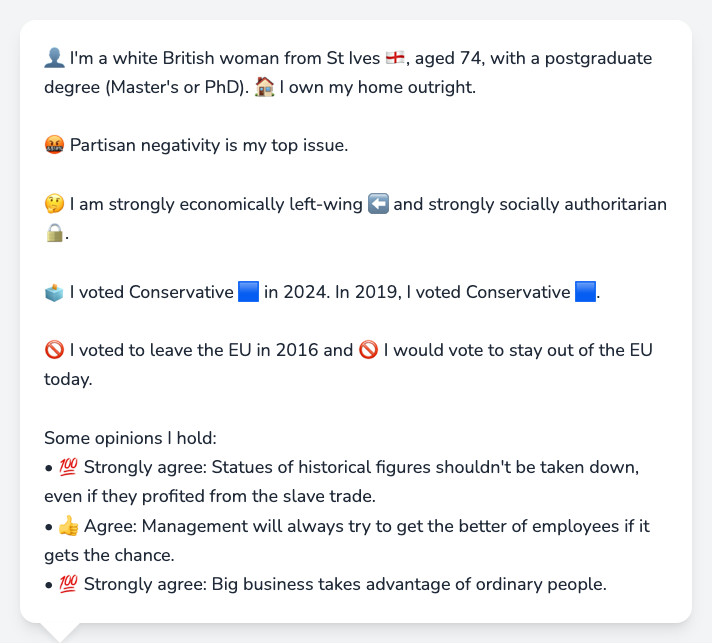 👤 I'm a white British woman from St Ives 🏴󠁧󠁢󠁥󠁮󠁧󠁿, aged 74, with a postgraduate
degree (Master's or PhD). 🏠 I own my home outright.
🤬 Partisan negativity is my top issue.
🤔 I am strongly economically left-wing ⬅️ and strongly socially authoritarian
🔒.
🗳️ I voted Conservative 🟦 in 2024. In 2019, I voted Conservative 🟦.
🚫 I voted to leave the EU in 2016 and 🚫 I would vote to stay out of the EU
today.
Some opinions I hold:
• 💯 Strongly agree: Statues of historical figures shouldn't be taken down,
even if they profited from the slave trade.
• 👍 Agree: Management will always try to get the better of employees if it
gets the chance.
• 💯 Strongly agree: Big business takes advantage of ordinary people.